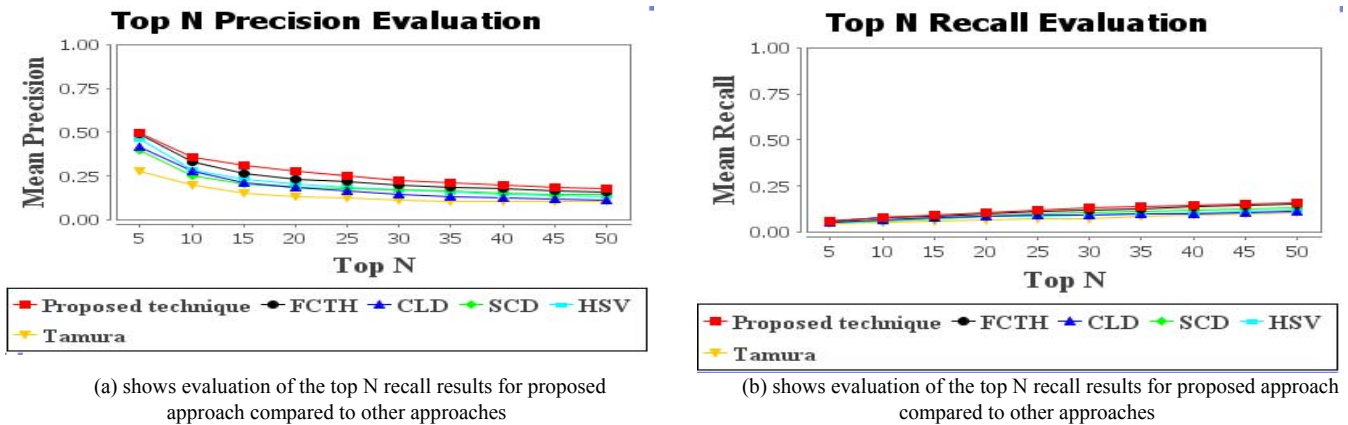 Top N Precision Evaluation
Mean Precision
1.00
0.75
0.50
0.25
0.00
5 10 15 20 25 30 35 40 45 50
Top N
Proposed technique FCTH CLD SCD HSV
Tamura
(a) shows evaluation of the top N recall results for proposed
approach compared to other approaches
Top N Recall Evaluation
Mean Recall
1.00
0.75
0.50
0.25
0.00
5 10 15 20 25 30 35 40 45 50
Top N
Proposed technique FCTH CLD SCD HSV
Tamura
(b) shows evaluation of the top N recall results for proposed approach
compared to other approaches